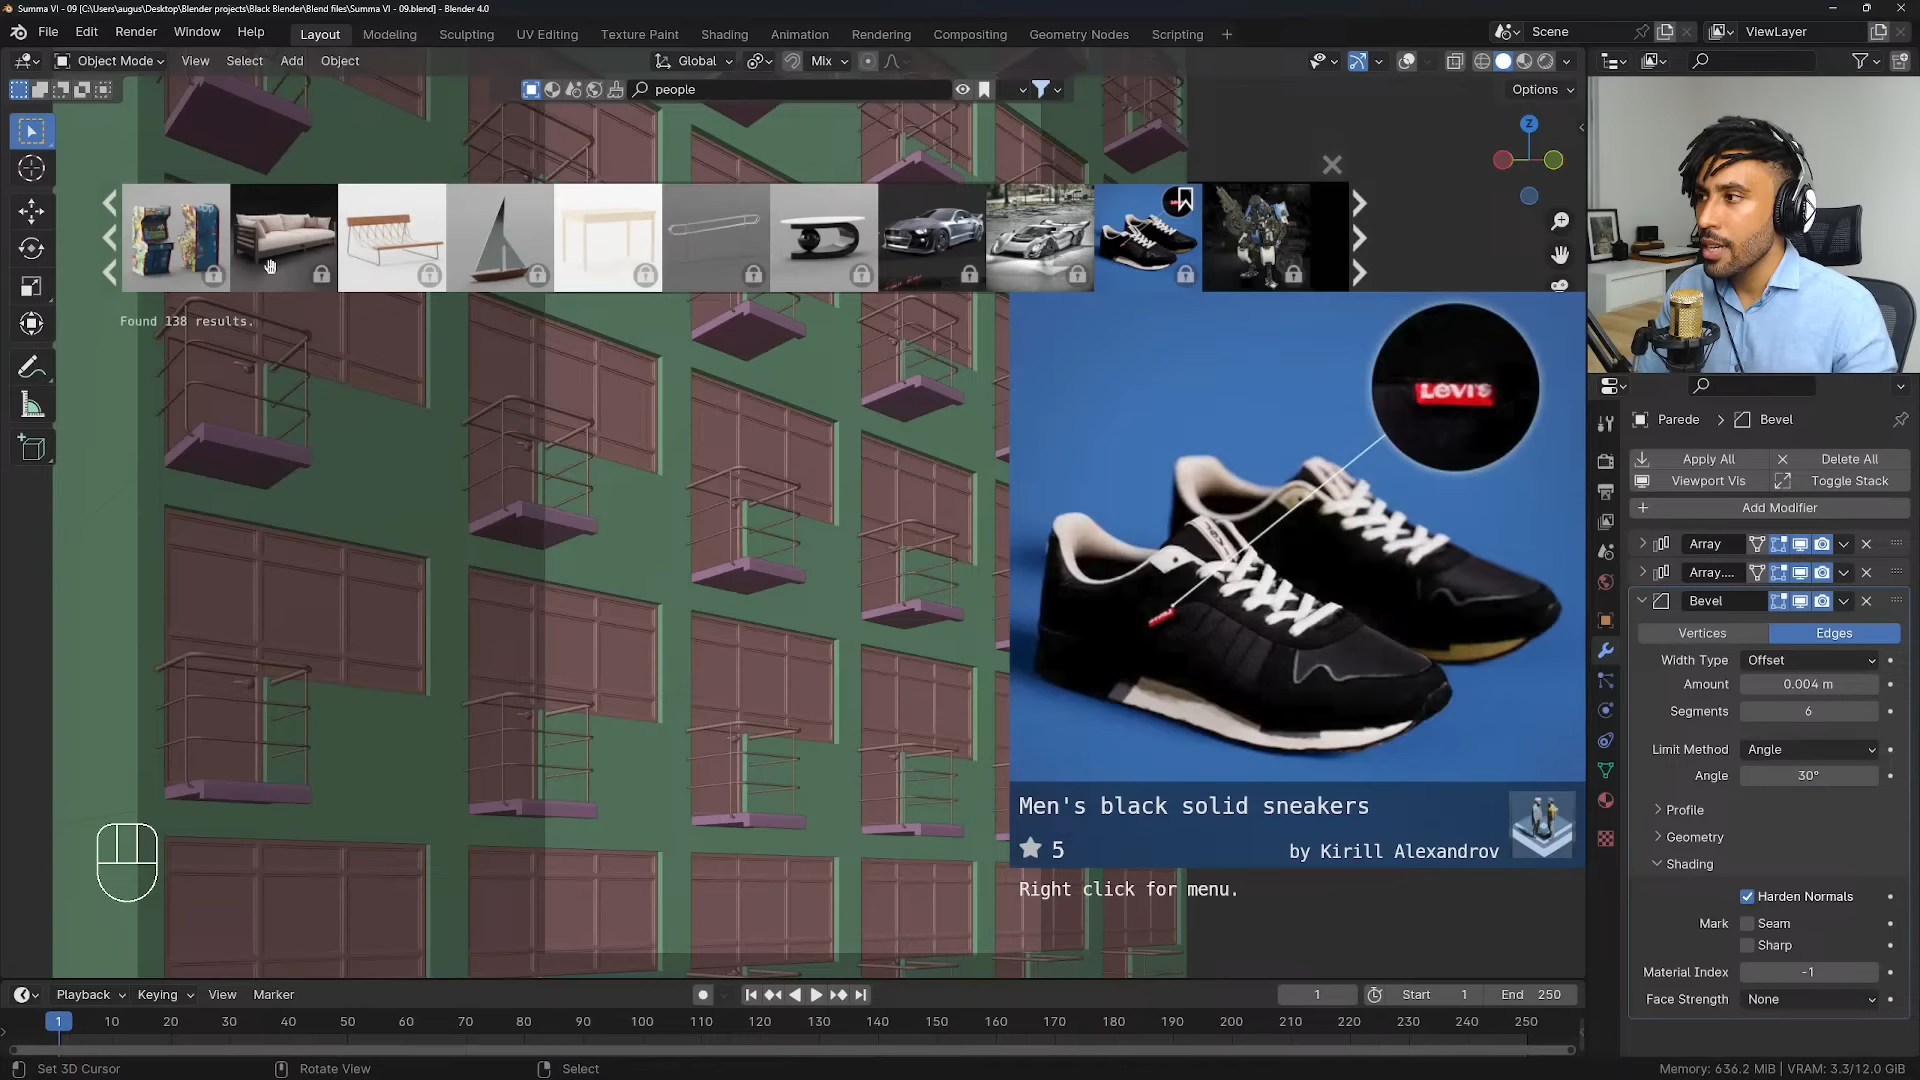 Summa VI - 09 [C:\Users\augus\Desktop\Blender projects\Black Blender\Blend files\Summa VI - 09.blend] - Blender 4.0
File Edit Render Window Help
Layout Modeling Sculpting UV Editing Texture Paint Shading Animation Rendering Compositing Geometry Nodes Scripting +
Scene
ViewLayer
Object Mode View Select Add Object
Global
Mix
people
Options
Z
Found 138 results.
Levi's
Men's black solid sneakers
5
by Kirill Alexandrov
Right click for menu.
Parede > Bevel
Apply All
Delete All
Viewport Vis
Toggle Stack
Add Modifier
Array
Array....
Bevel
Vertices Edges
Width Type Offset
Amount 0.004 m
Segments 6
Limit Method Angle
Angle 30°
Profile
Geometry
Shading
Harden Normals
Mark Seam
Sharp
Material Index -1
Face Strength None
Playback Keying View Marker
1
Start 1
End 250
1 10 20 30 40 50 60 70 80 90 100 110 120 130 140 150 160 170 180 190 200 210 220 230 240 250
Set 3D Cursor
Rotate View
Select
Memory: 636.2 MiB | VRAM: 3.3/12.0 GiB